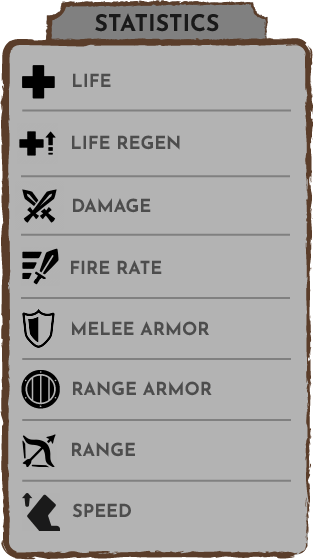 STATISTICS
LIFE
LIFE REGEN
DAMAGE
FIRE RATE
MELEE ARMOR
RANGE ARMOR
RANGE
SPEED